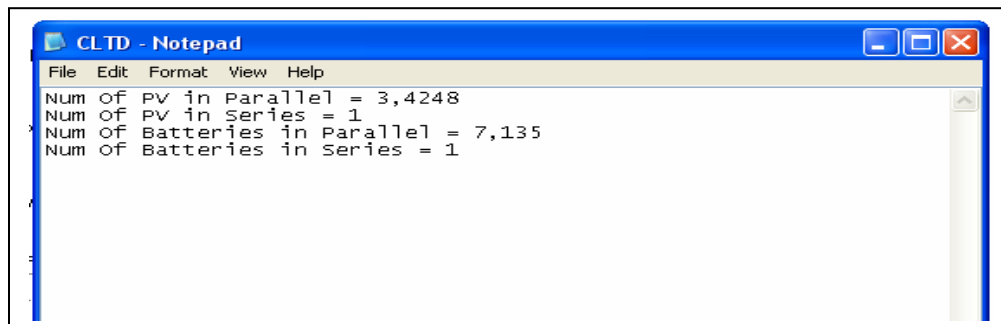 CLTD - Notepad
File Edit Format View Help
Num Of PV in Parallel = 3,4248
Num Of PV in Series = 1
Num Of Batteries in Parallel = 7,135
Num Of Batteries in Series = 1